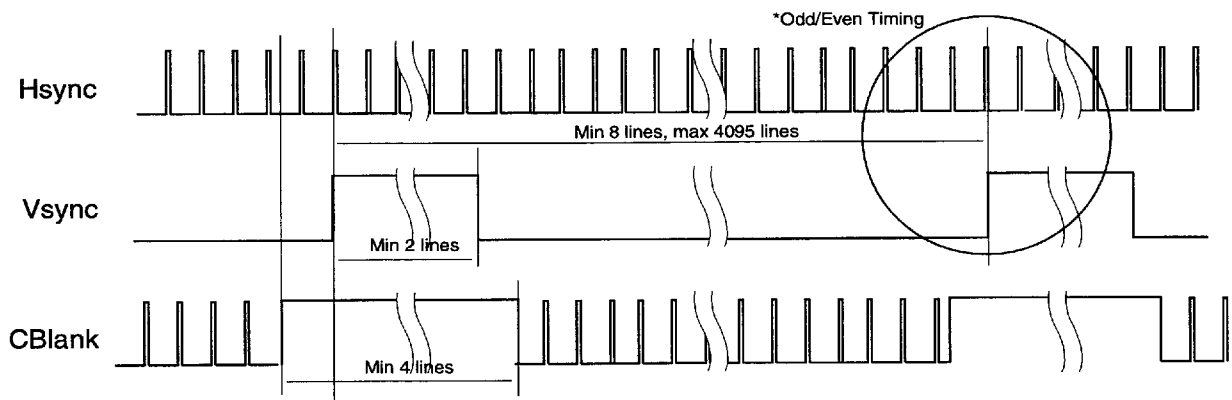 *Odd/Even Timing
Hsync
Min 8 lines, max 4095 lines
Vsync
Min 2 lines
CBlank
Min 4 lines